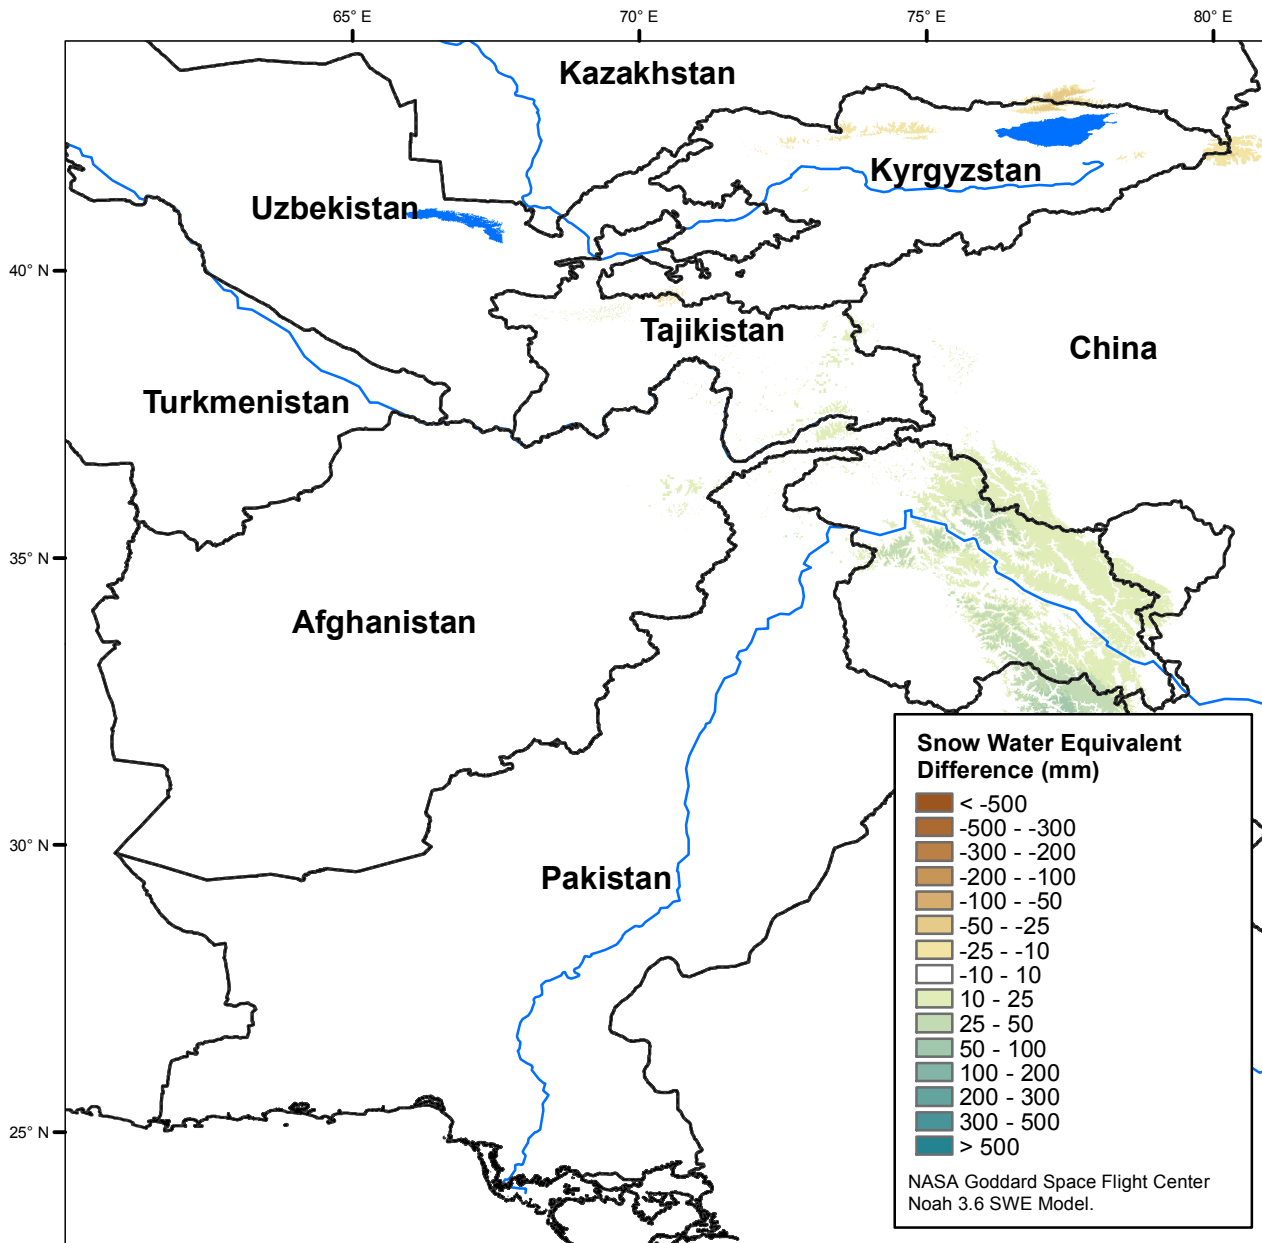 65° E
70° E
75° E
80° E
Kazakhstan
Kyrgyzstan
Uzbekistan
40° N
Tajikistan
China
Turkmenistan
35° N
Afghanistan
Snow Water Equivalent
Difference (mm)
< -500
-500 - -300
-300 - -200
-200 - -100
-100 - -50
-50 - -25
-25 - -10
-10 - 10
10 - 25
25 - 50
50 - 100
100 - 200
200 - 300
300 - 500
> 500
NASA Goddard Space Flight Center
Noah 3.6 SWE Model.
30° N
Pakistan
25° N